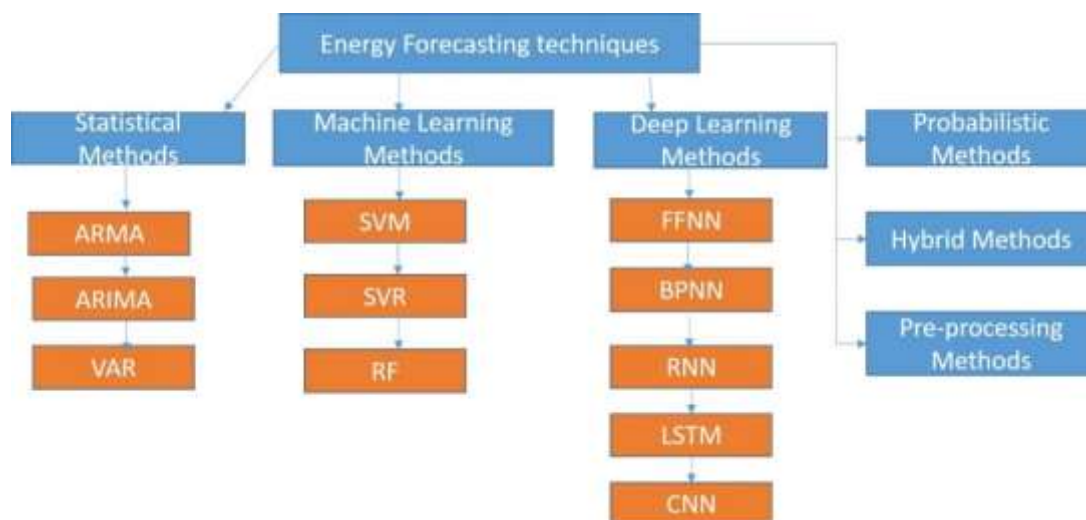 Energy Forecasting techniques
Statistical
Methods
Machine Learning
Methods
Deep Learning
Methods
Probabilistic
Methods
ARMA
ARIMA
VAR
SVM
SVR
RF
FFNN
BPNN
RNN
LSTM
CNN
Hybrid Methods
Pre-processing
Methods